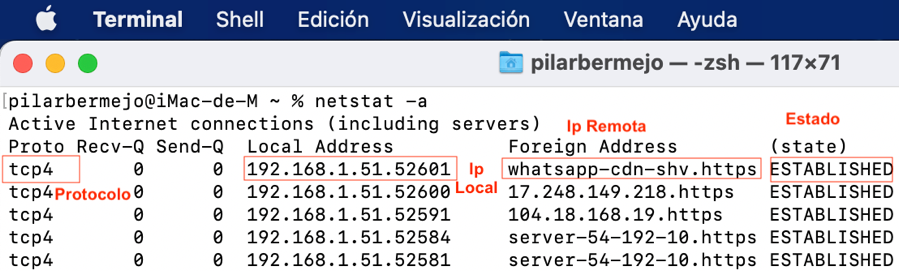 Terminal Shell Edición Visualización Ventana Ayuda
pilarbermejo — -zsh — 117×71
[pilarbermejo@iMac-de-M ~ % netstat -a
Active Internet connections (including servers) Ip Remota Estado
Proto Recv-Q Send-Q Local Address Foreign Address (state)
tcp4 0 0 192.168.1.51.52601 Ip whatsapp-cdn-shv.https ESTABLISHED
Protocolo Local
tcp4 0 0 192.168.1.51.52600 17.248.149.218.https ESTABLISHED
tcp4 0 0 192.168.1.51.52591 104.18.168.19.https ESTABLISHED
tcp4 0 0 192.168.1.51.52584 server-54-192-10.https ESTABLISHED
tcp4 0 0 192.168.1.51.52581 server-54-192-10.https ESTABLISHED